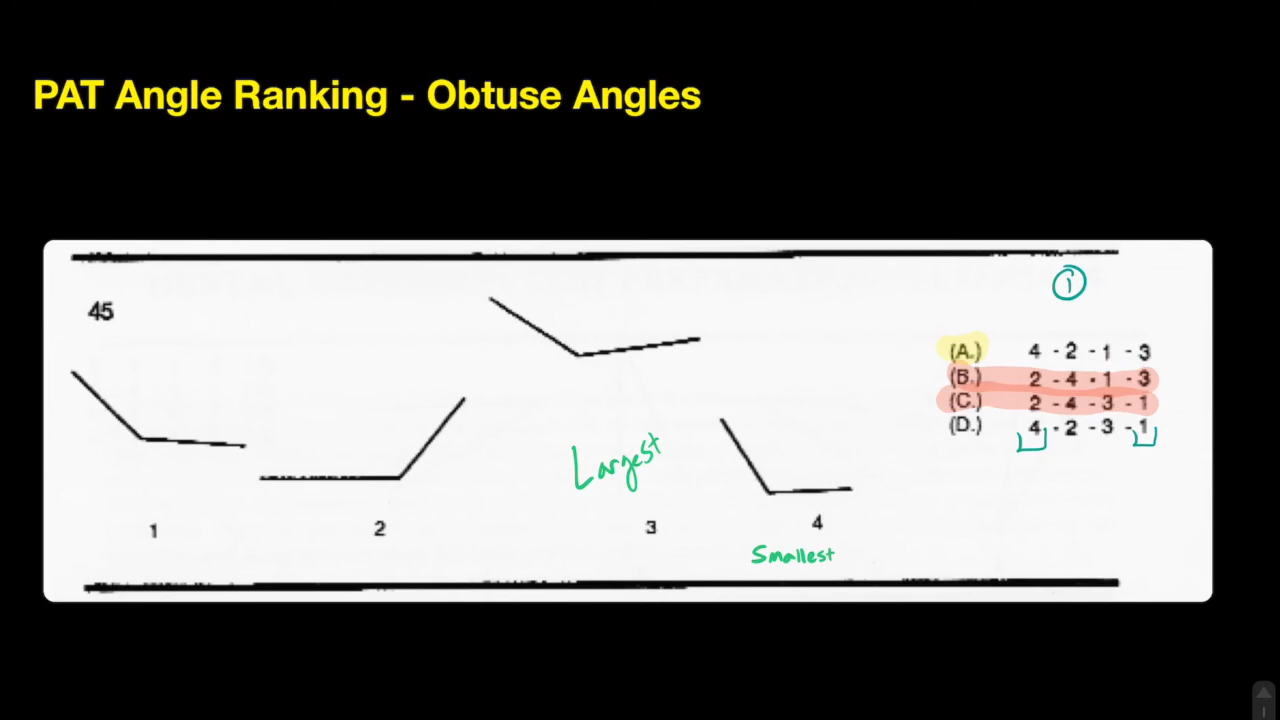 PAT Angle Ranking - Obtuse Angles
45
1
2
3
4
Largest
Smallest
1
(A.) 4 - 2 - 1 - 3
(B.) 2 - 4 - 1 - 3
(C.) 2 - 4 - 3 - 1
(D.) 4 - 2 - 3 - 1